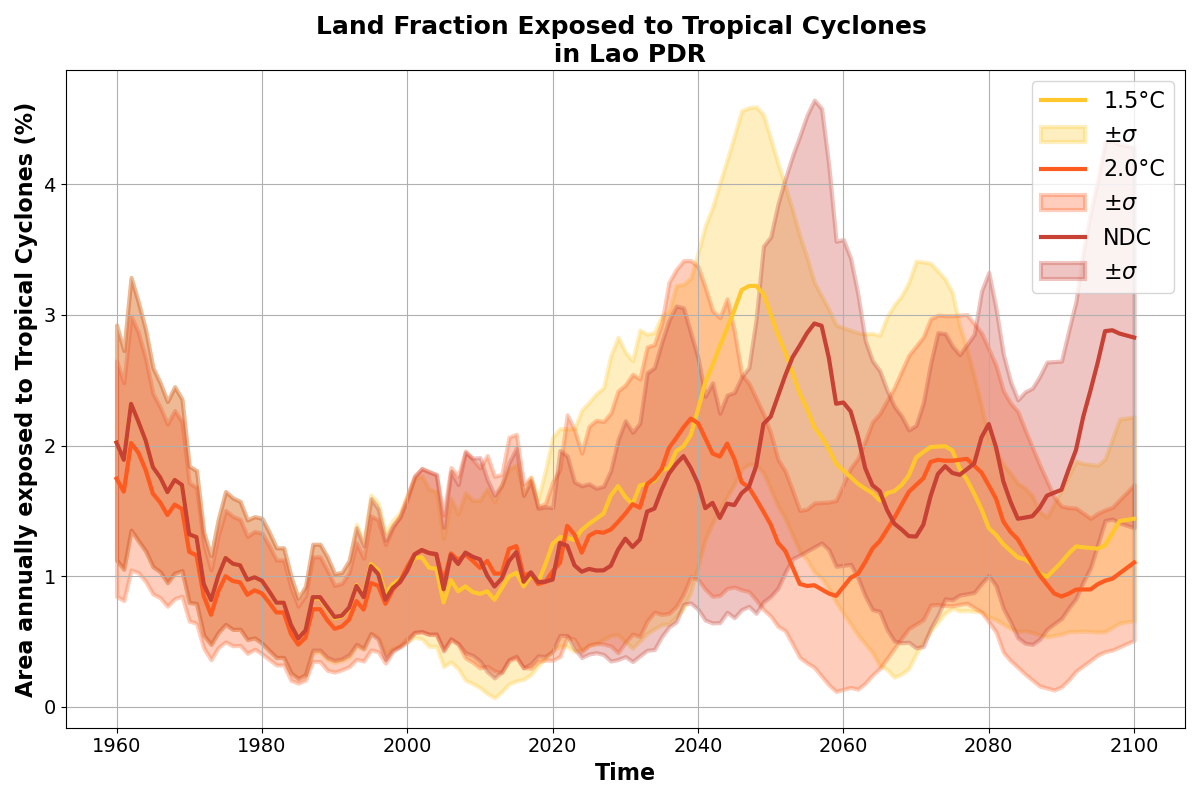 Land Fraction Exposed to Tropical Cyclones
in Lao PDR
Area annually exposed to Tropical Cyclones (%)
4
3
2
1
0
1960 1980 2000 2020 2040 2060 2080 2100
Time
1.5°C
±σ
2.0°C
±σ
NDC
±σ